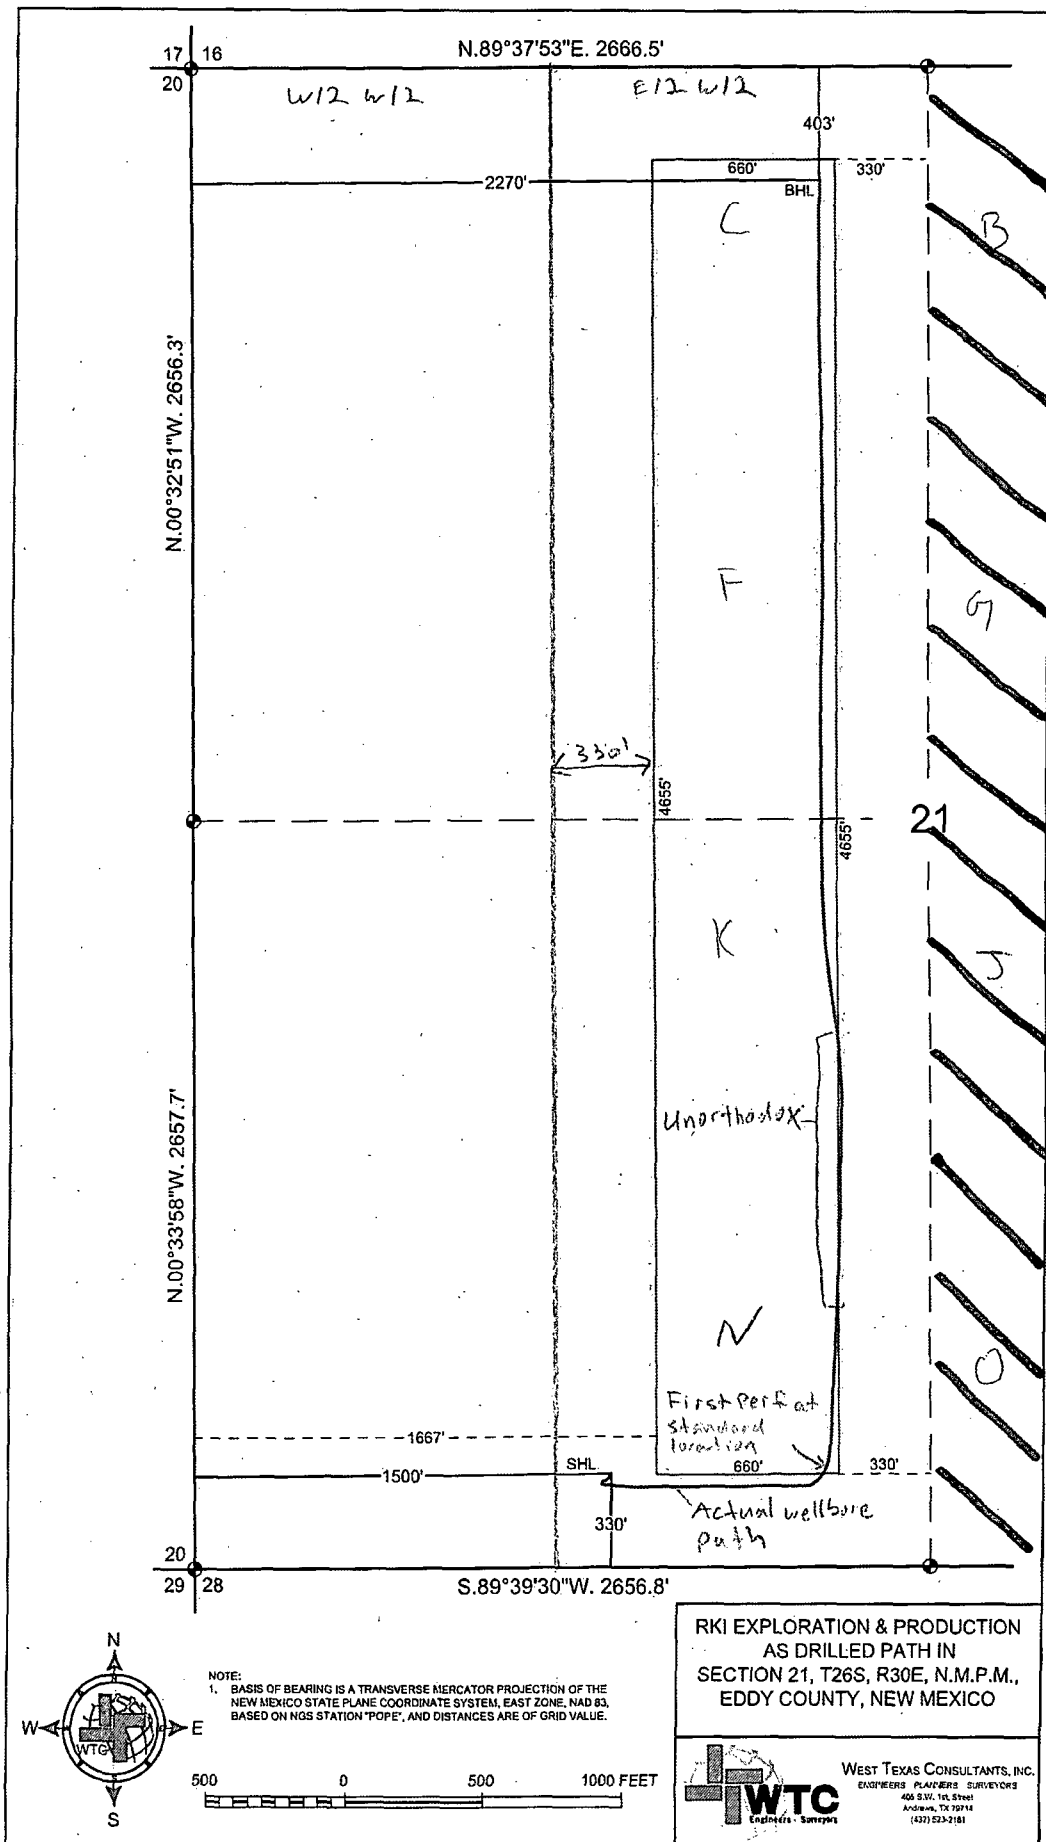 N.89°37'53"E. 2666.5'
17 16
20
W/2 W/2
E/2 W/2
403'
660'
330'
2270'
BHL
C
B
N.00°32'51"W. 2656.3'
F
G
330'
4655'
21
4655'
K
J
N.00°33'58"W. 2657.7'
Unorthodox
N
O
First Perf at
standard
location
1667'
1500'
SHL
660'
330'
330'
Actual wellbore
path
20
29 28
S.89°39'30"W. 2656.8'
RKI EXPLORATION & PRODUCTION
AS DRILLED PATH IN
SECTION 21, T26S, R30E, N.M.P.M.,
EDDY COUNTY, NEW MEXICO
N
W
E
S
WTC
NOTE:
1. BASIS OF BEARING IS A TRANSVERSE MERCATOR PROJECTION OF THE
NEW MEXICO STATE PLANE COORDINATE SYSTEM, EAST ZONE, NAD 83,
BASED ON NGS STATION "POPE", AND DISTANCES ARE OF GRID VALUE.
500 0 500 1000 FEET
WTC
Engineers - Surveyors
WEST TEXAS CONSULTANTS, INC.
ENGINEERS PLANNERS SURVEYORS
405 S.W. 1st, Street
Andrews, TX 79714
(432) 523-2181